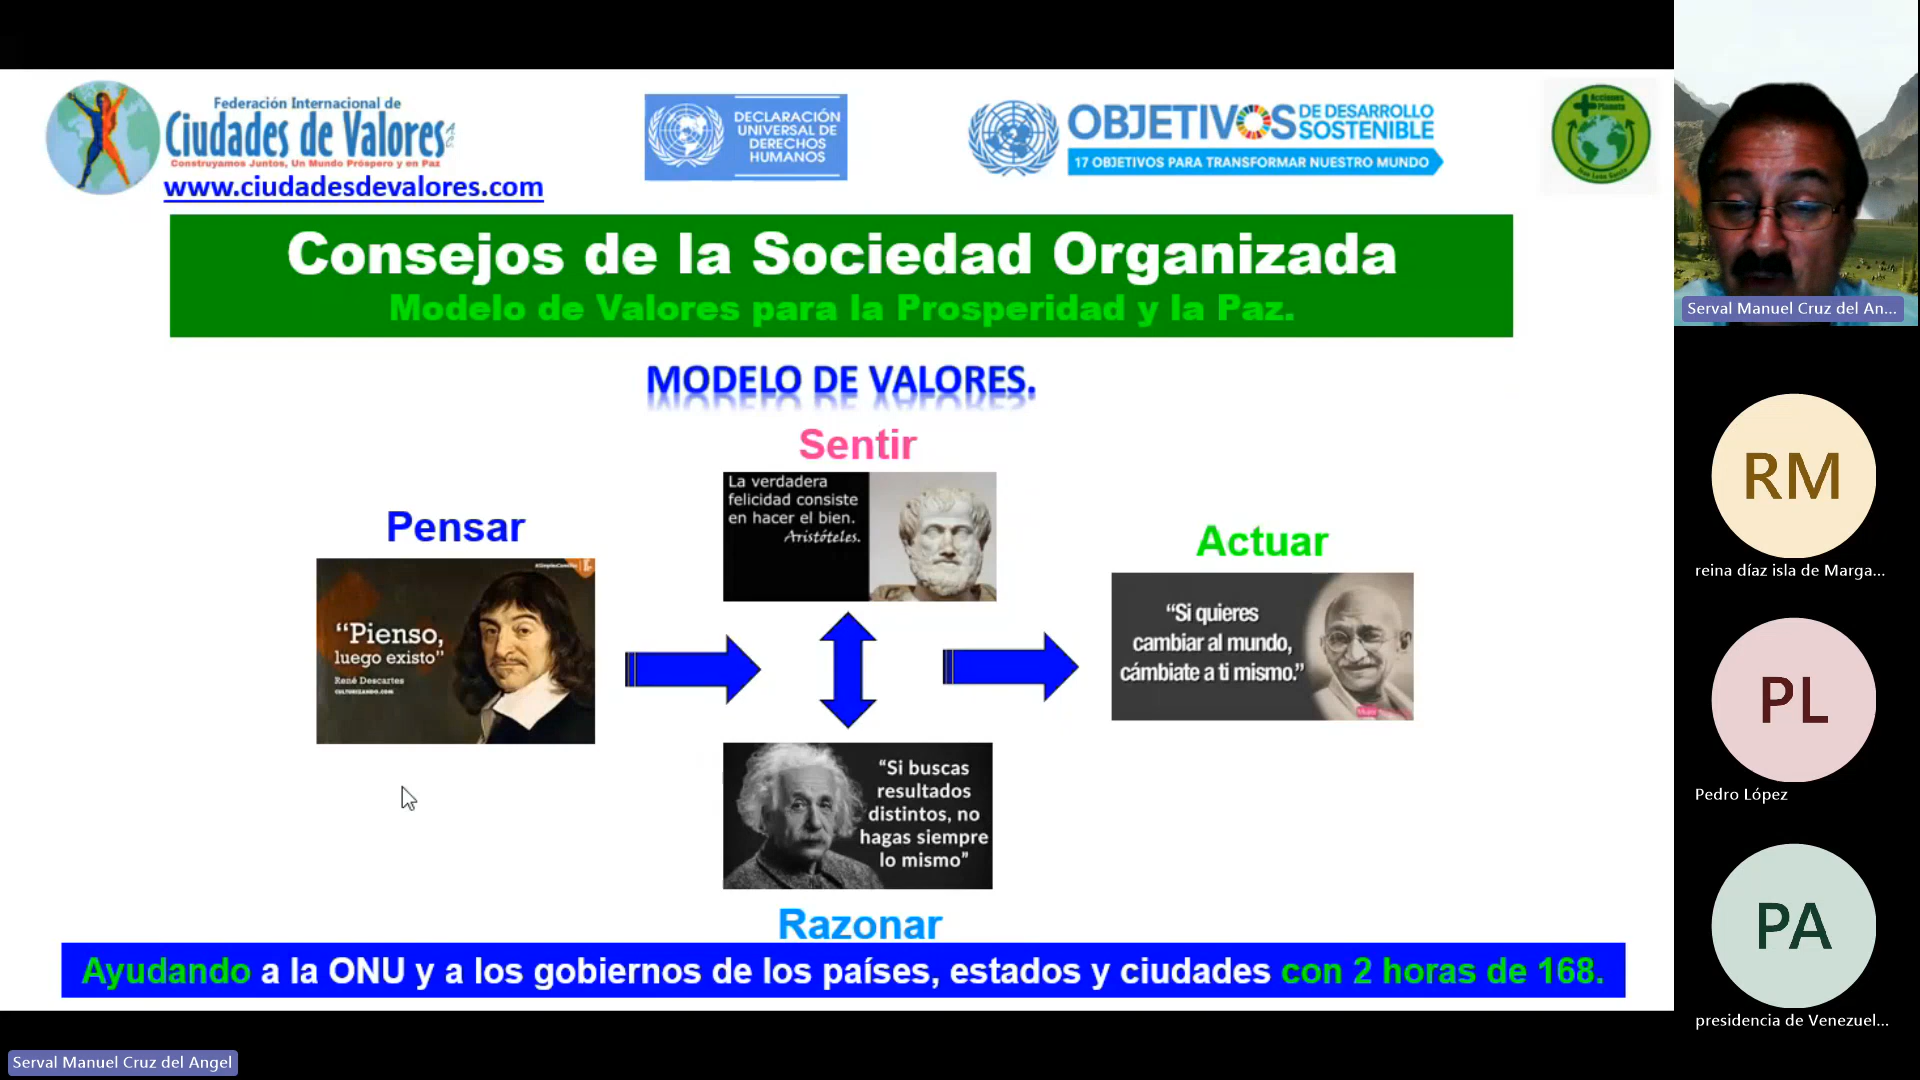 Federación Internacional de
Ciudades de Valores
Construyamos Juntos, Un Mundo Próspero y en Paz
www.ciudadesdevalores.com
DECLARACIÓN
UNIVERSAL DE
DERECHOS
HUMANOS
OBJETIVOS DE DESARROLLO
SOSTENIBLE
17 OBJETIVOS PARA TRANSFORMAR NUESTRO MUNDO
Acciones
Planeta
Consejos de la Sociedad Organizada
Modelo de Valores para la Prosperidad y la Paz.
MODELO DE VALORES.
Sentir
La verdadera
felicidad consiste
en hacer el bien.
Aristóteles.
Pensar
“Pienso,
luego existo”
René Descartes
CULTURIZANDO.COM
Actuar
“Si quieres
cambiar al mundo,
cámbiate a ti mismo.”
“Si buscas
resultados
distintos, no
hagas siempre
lo mismo”
Razonar
Ayudando a la ONU y a los gobiernos de los países, estados y ciudades con 2 horas de 168.
Serval Manuel Cruz del An...
RM
reina díaz isla de Marga...
PL
Pedro López
PA
presidencia de Venezuel...
Serval Manuel Cruz del Angel